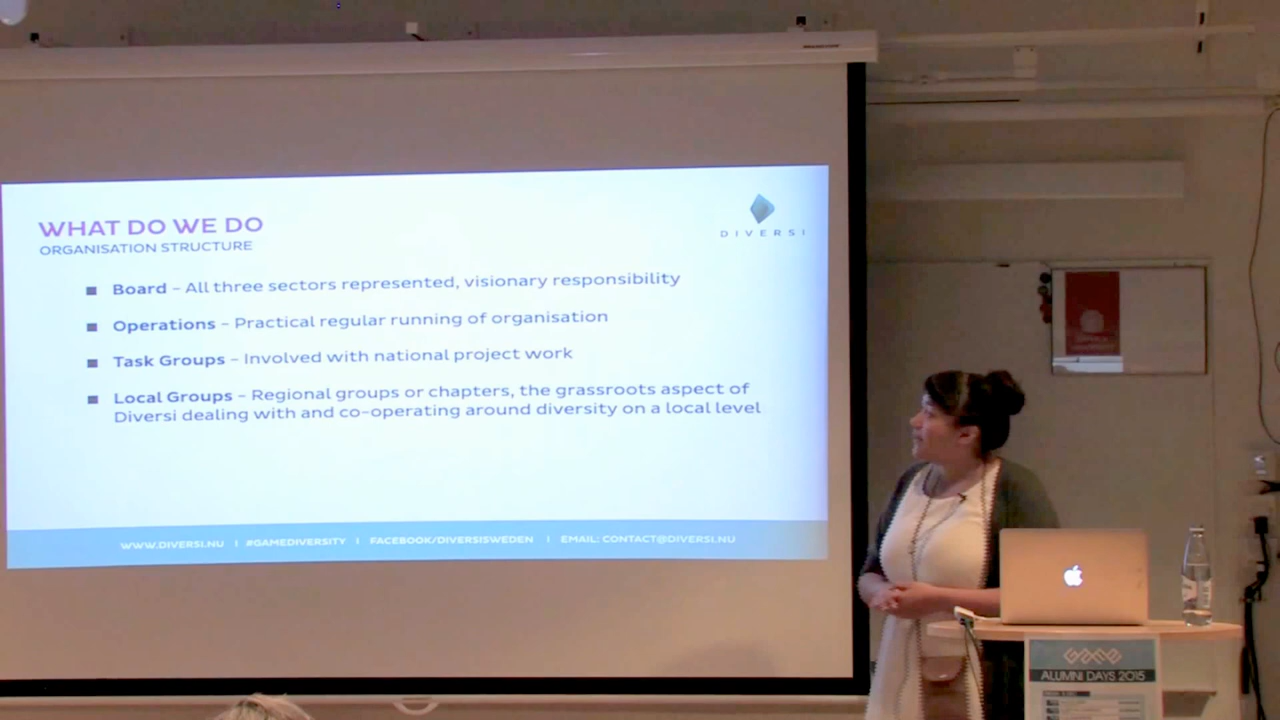 WHAT DO WE DO
ORGANISATION STRUCTURE
DIVERSI
Board – All three sectors represented, visionary responsibility
Operations – Practical regular running of organisation
Task Groups – Involved with national project work
Local Groups – Regional groups or chapters, the grassroots aspect of
Diversi dealing with and co-operating around diversity on a local level
WWW.DIVERSI.NU | #GAMEDIVERSITY | FACEBOOK/DIVERSISWEDEN | EMAIL: CONTACT@DIVERSI.NU
GAME
ALUMNI DAYS 2015